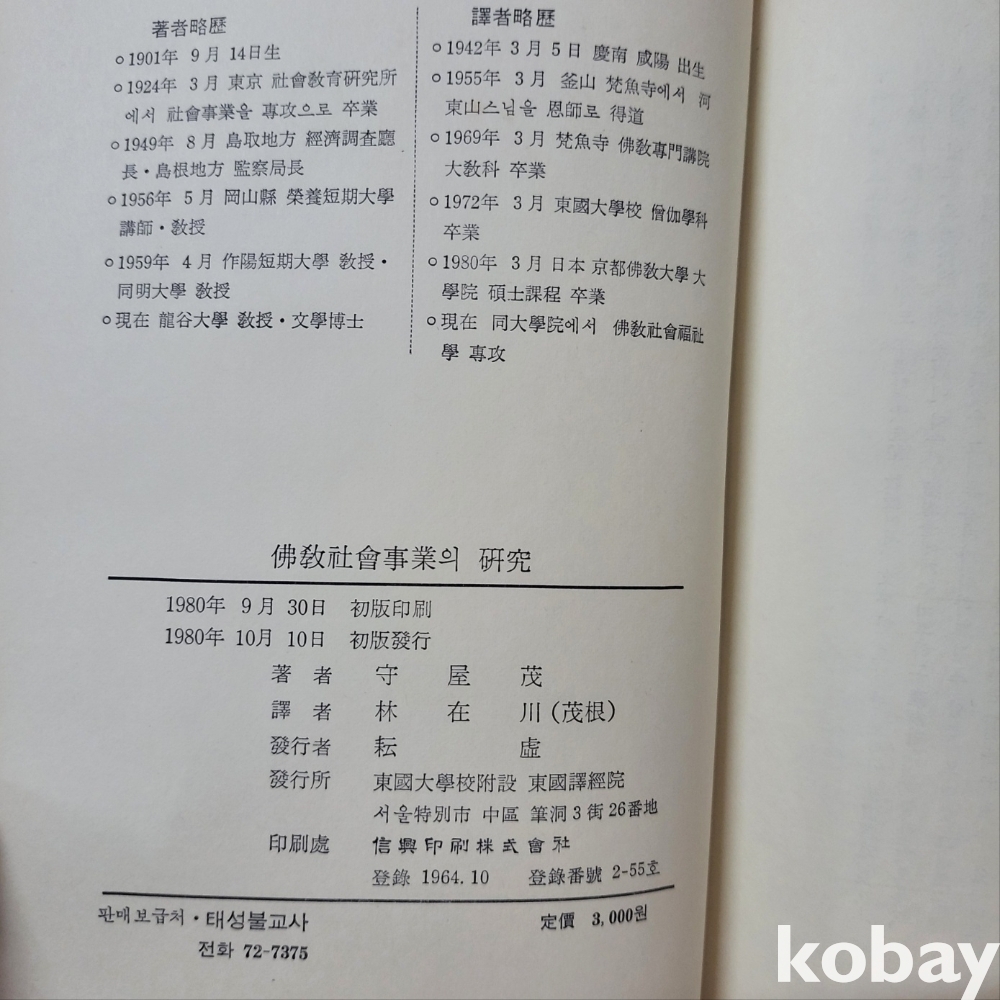 著者略歷
○1901年 9月 14日生
○1924年 3月 東京 社會敎育硏究所
에서 社會事業을 專攻으로 卒業
○1949年 8月 鳥取地方 經濟調査廳
長・島根地方 監察局長
○1956年 5月 岡山縣 榮養短期大學
講師・敎授
○1959年 4月 作陽短期大學 敎授・
同明大學 敎授
○現在 龍谷大學 敎授・文學博士
譯者略歷
○1942年 3月 5日 慶南 咸陽 出生
○1955年 3月 釜山 梵魚寺에서 河
東山스님을 恩師로 得道
○1969年 3月 梵魚寺 佛敎專門講院
大敎科 卒業
○1972年 3月 東國大學校 僧伽學科
卒業
○1980年 3月 日本 京都佛敎大學 大
學院 碩士課程 卒業
○現在 同大學院에서 佛敎社會福祉
學 專攻
佛敎社會事業의 硏究
1980年 9月 30日 初版印刷
1980年 10月 10日 初版發行
著者 守屋茂
譯者 林在川(茂根)
發行者 耘虛
發行所 東國大學校附設 東國譯經院
서울特別市 中區 筆洞 3街 26番地
印刷處 信興印刷株式會社
登錄 1964.10 登錄番號 2-55호
판매보급처・태성불교사 定價 3,000원
전화 72-7375
kobay